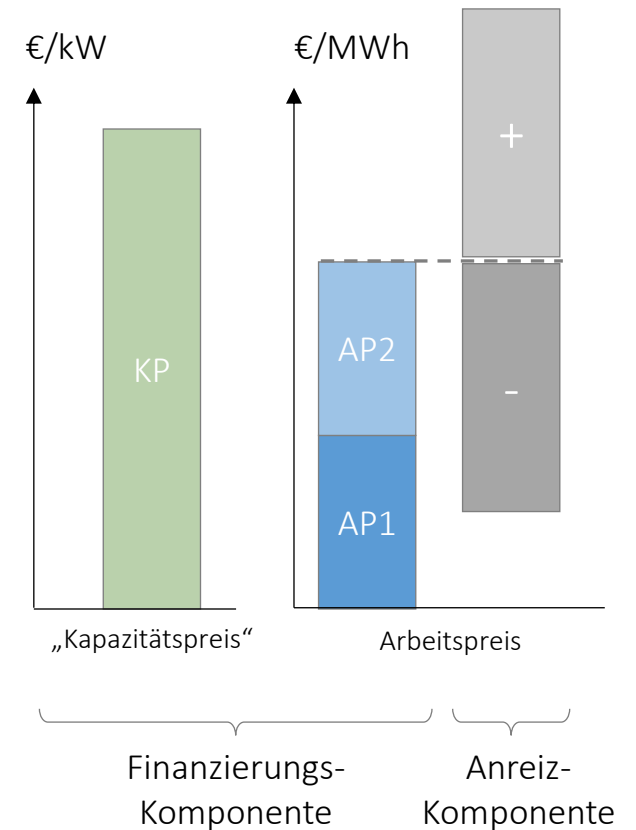 €/kW
€/MWh
+
KP
AP2
-
AP1
„Kapazitätspreis“
Arbeitspreis
Finanzierungs-
Komponente
Anreiz-
Komponente